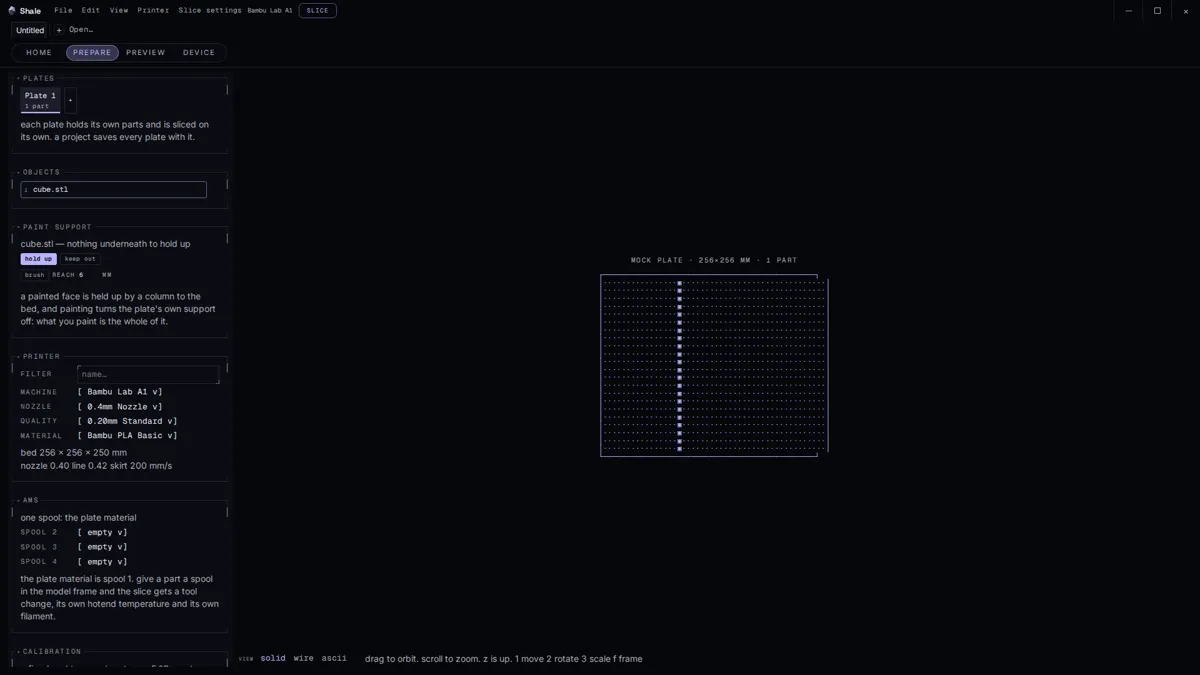 Shale File Edit View Printer Slice settings Bambu Lab A1 SLICE
Untitled + Open…
HOME PREPARE PREVIEW DEVICE
PLATES
Plate 1
1 part
+
each plate holds its own parts and is sliced on
its own. a project saves every plate with it.
OBJECTS
cube.stl
PAINT SUPPORT
cube.stl — nothing underneath to hold up
hold up keep out
brush REACH 6 MM
a painted face is held up by a column to the
bed, and painting turns the plate's own support
off: what you paint is the whole of it.
PRINTER
FILTER name…
MACHINE [ Bambu Lab A1 v]
NOZZLE [ 0.4mm Nozzle v]
QUALITY [ 0.20mm Standard v]
MATERIAL [ Bambu PLA Basic v]
bed 256 × 256 × 250 mm
nozzle 0.40 line 0.42 skirt 200 mm/s
AMS
one spool: the plate material
SPOOL 2 [ empty v]
SPOOL 3 [ empty v]
SPOOL 4 [ empty v]
the plate material is spool 1. give a part a spool
in the model frame and the slice gets a tool
change, its own hotend temperature and its own
filament.
CALIBRATION
MOCK PLATE · 256×256 MM · 1 PART
VIEW solid wire ascii drag to orbit. scroll to zoom. z is up. 1 move 2 rotate 3 scale f frame